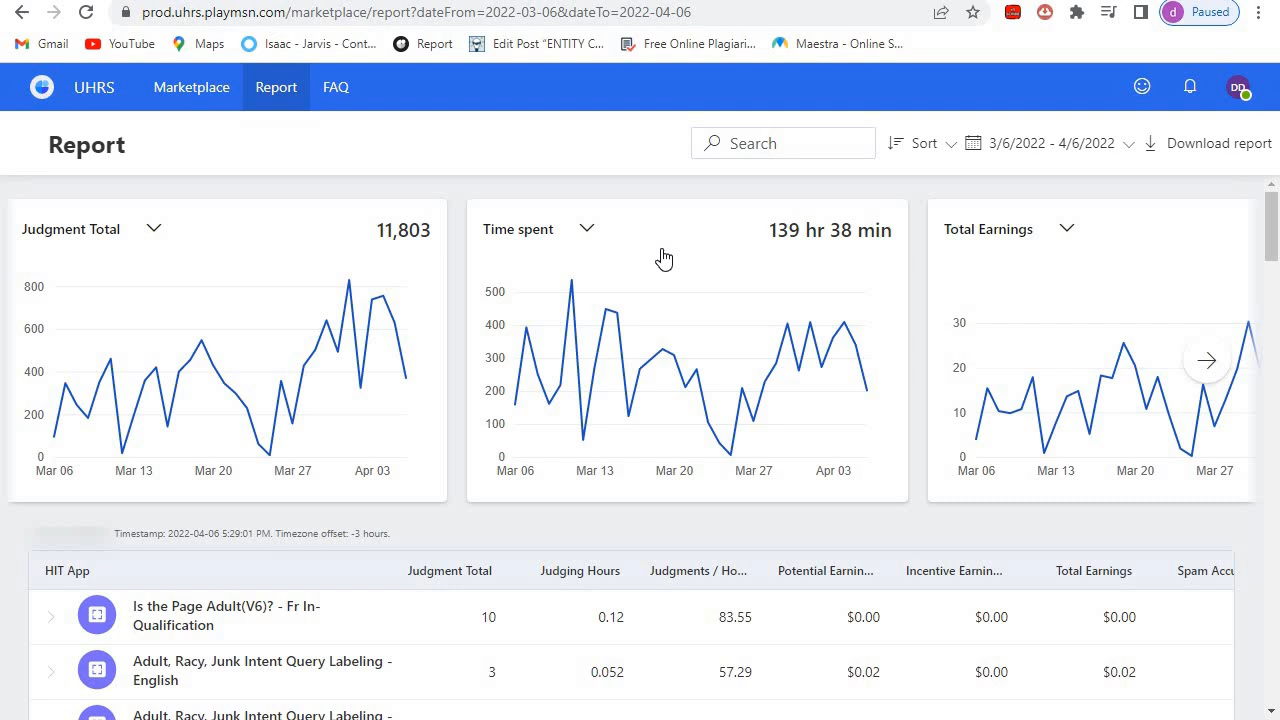 prod.uhrs.playmsn.com/marketplace/report?dateFrom=2022-03-06&dateTo=2022-04-06
d Paused
Gmail YouTube Maps Isaac - Jarvis - Cont... Report Edit Post "ENTITY C... Free Online Plagiari... Maestra - Online S...
UHRS Marketplace Report FAQ DD
Report Search Sort 3/6/2022 - 4/6/2022 Download report
Judgment Total 11,803
800
600
400
200
0
Mar 06 Mar 13 Mar 20 Mar 27 Apr 03
Time spent 139 hr 38 min
500
400
300
200
100
0
Mar 06 Mar 13 Mar 20 Mar 27 Apr 03
Total Earnings
30
20
10
0
Mar 06 Mar 13 Mar 20 Mar 27
Timestamp: 2022-04-06 5:29:01 PM. Timezone offset: -3 hours.
HIT App Judgment Total Judging Hours Judgments / Ho... Potential Earnin... Incentive Earnin... Total Earnings Spam Accu
Is the Page Adult(V6)? - Fr In-
Qualification 10 0.12 83.55 $0.00 $0.00 $0.00
Adult, Racy, Junk Intent Query Labeling -
English 3 0.052 57.29 $0.02 $0.00 $0.02
Adult, Racy, Junk Intent Query Labeling -